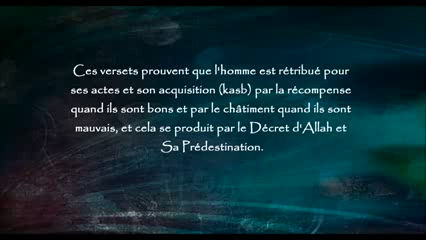 Ces versets prouvent que l'homme est rétribué pour
ses actes et son acquisition (kasb) par la récompense
quand ils sont bons et par le châtiment quand ils sont
mauvais, et cela se produit par le Décret d'Allah et
Sa Prédestination.